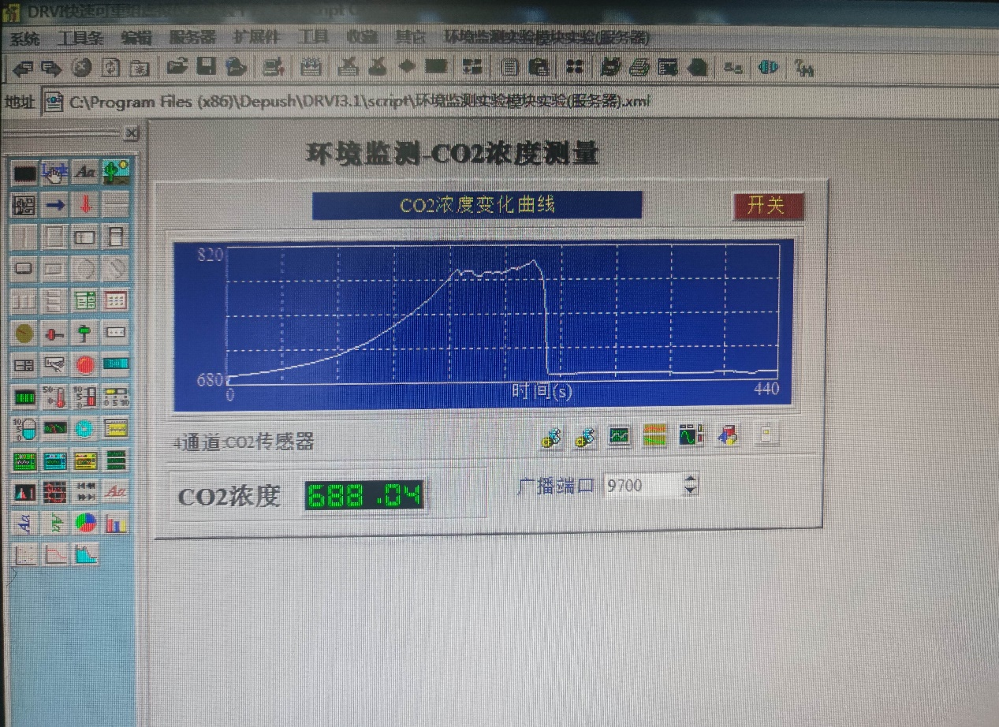 DRVI快速可重组虚拟
系统 工具条 编辑 服务器 扩展件 工具 收藏 其它 环境监测实验模块实验(服务器)
地址 C:\Program Files (x86)\Depush\DRVI3.1\script\环境监测实验模块实验(服务器).xml
环境监测-CO2浓度测量
CO2浓度变化曲线 开关
820
680
0 时间(s) 440
4通道:CO2传感器
CO2浓度 688.04 广播端口 9700